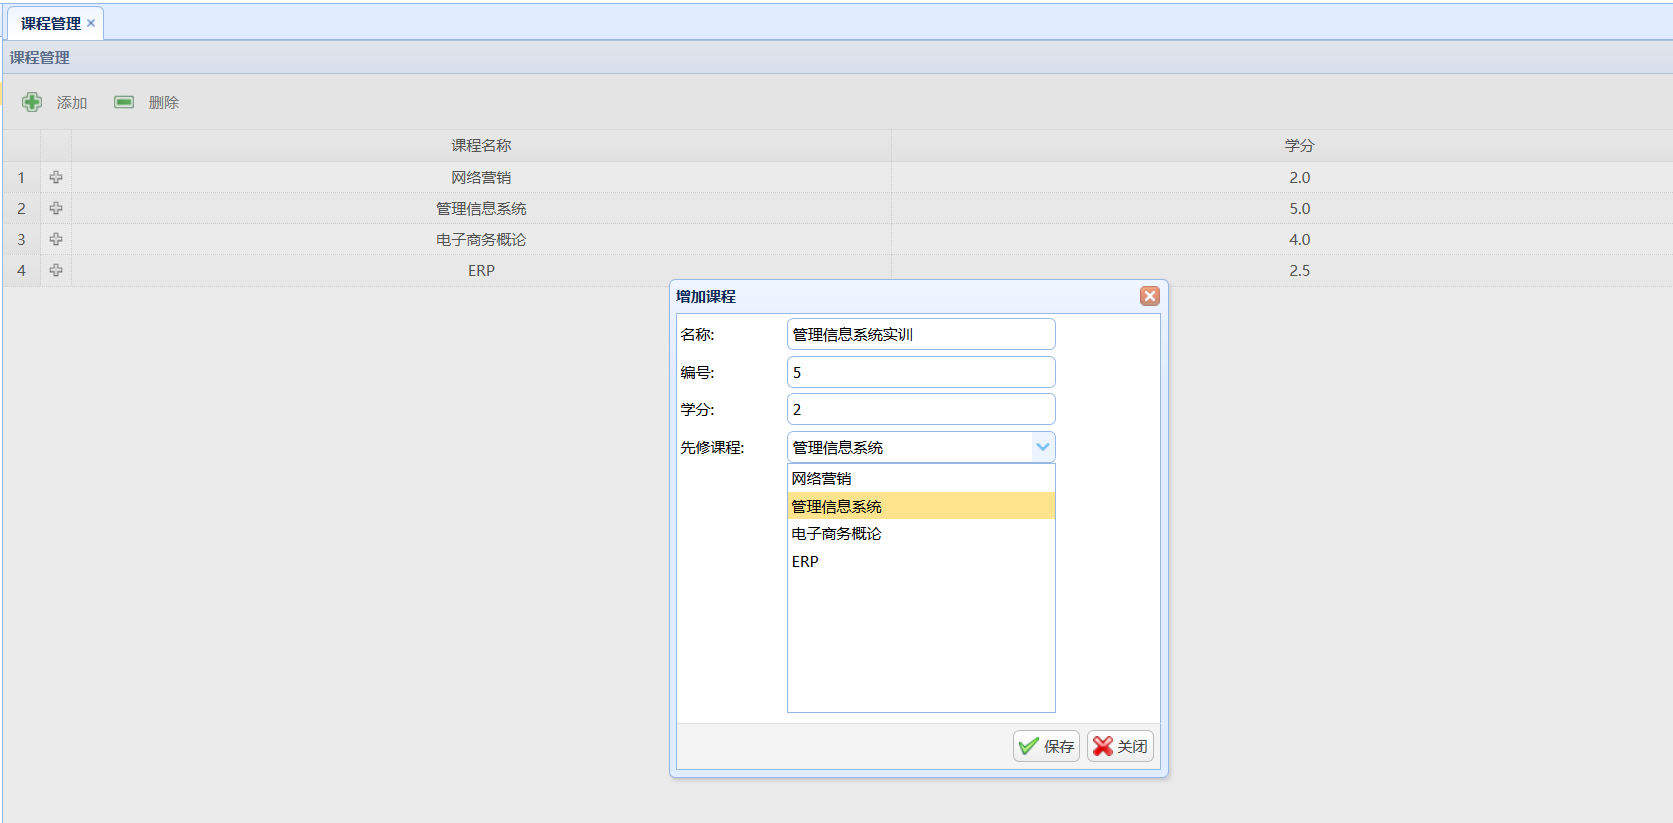 课程管理
课程管理
添加 删除
课程名称 学分
1 网络营销 2.0
2 管理信息系统 5.0
3 电子商务概论 4.0
4 ERP 2.5
增加课程
名称: 管理信息系统实训
编号: 5
学分: 2
先修课程: 管理信息系统
网络营销
管理信息系统
电子商务概论
ERP
保存 关闭